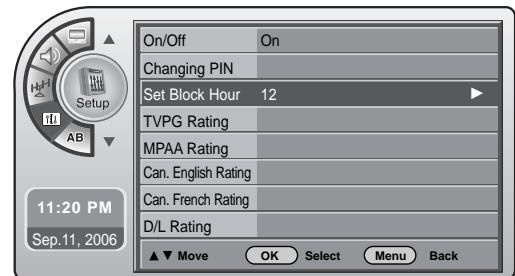 On/Off On
Changing PIN
Set Block Hour 12 ►
TVPG Rating
MPAA Rating
Can. English Rating
Can. French Rating
D/L Rating
▲▼ Move OK Select Menu Back
Setup
AB
11:20 PM
Sep.11, 2006